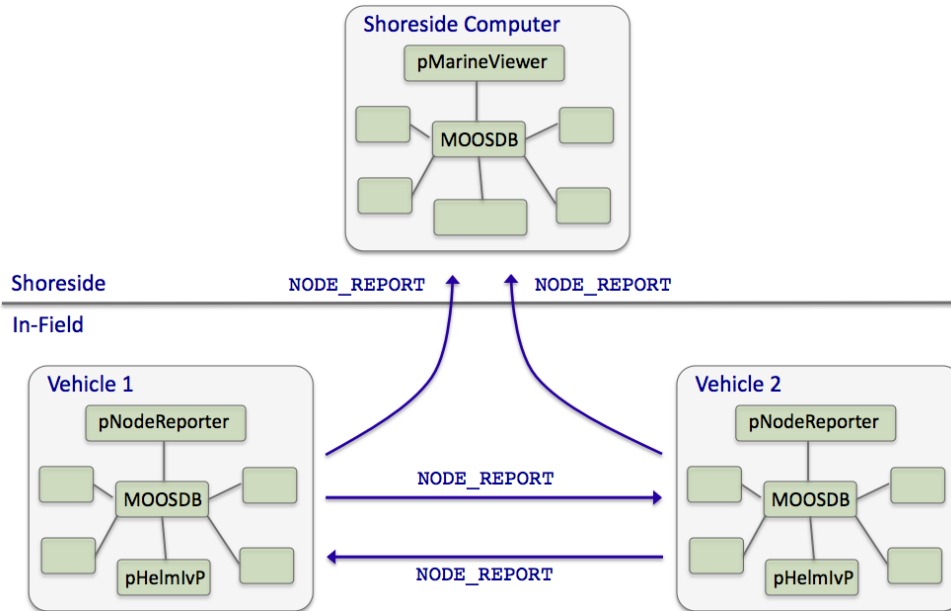 Shoreside Computer
pMarineViewer
MOOSDB
Shoreside
NODE_REPORT
NODE_REPORT
In-Field
Vehicle 1
pNodeReporter
MOOSDB
pHelmIvP
NODE_REPORT
NODE_REPORT
Vehicle 2
pNodeReporter
MOOSDB
pHelmIvP